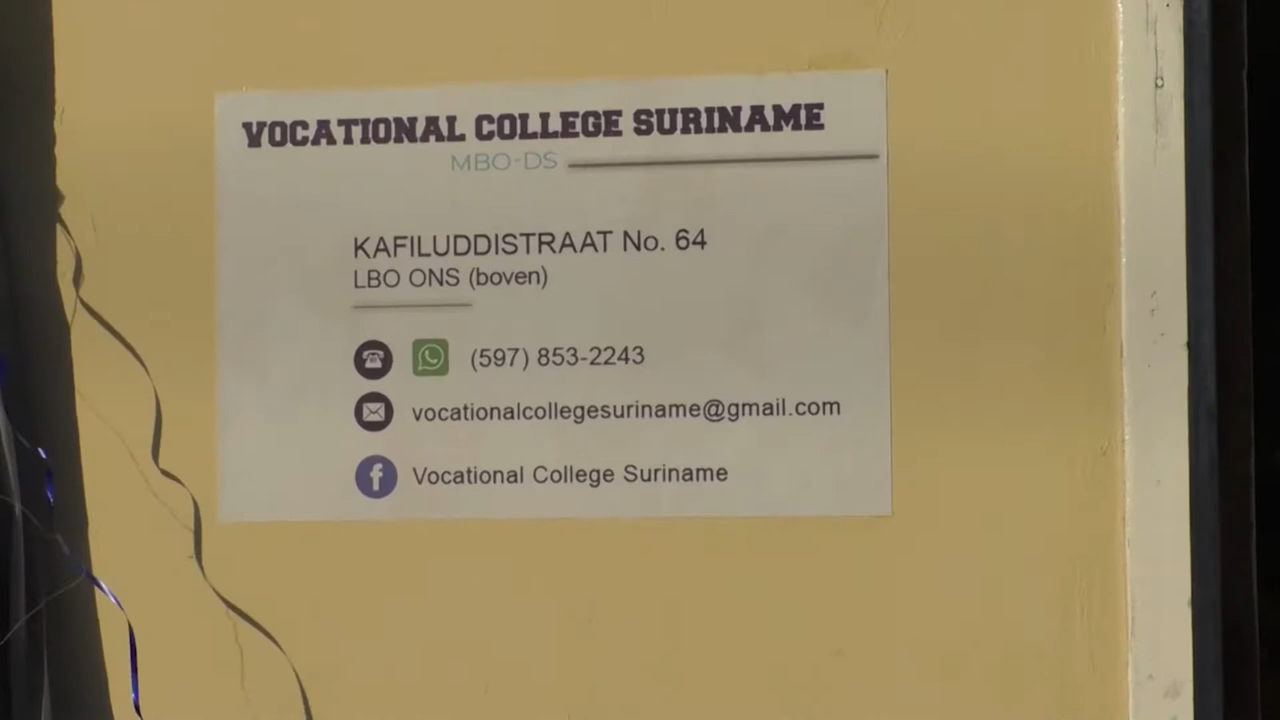 VOCATIONAL COLLEGE SURINAME
MBO-DS
KAFILUDDISTRAAT No. 64
LBO ONS (boven)
(597) 853-2243
vocationalcollegesuriname@gmail.com
Vocational College Suriname